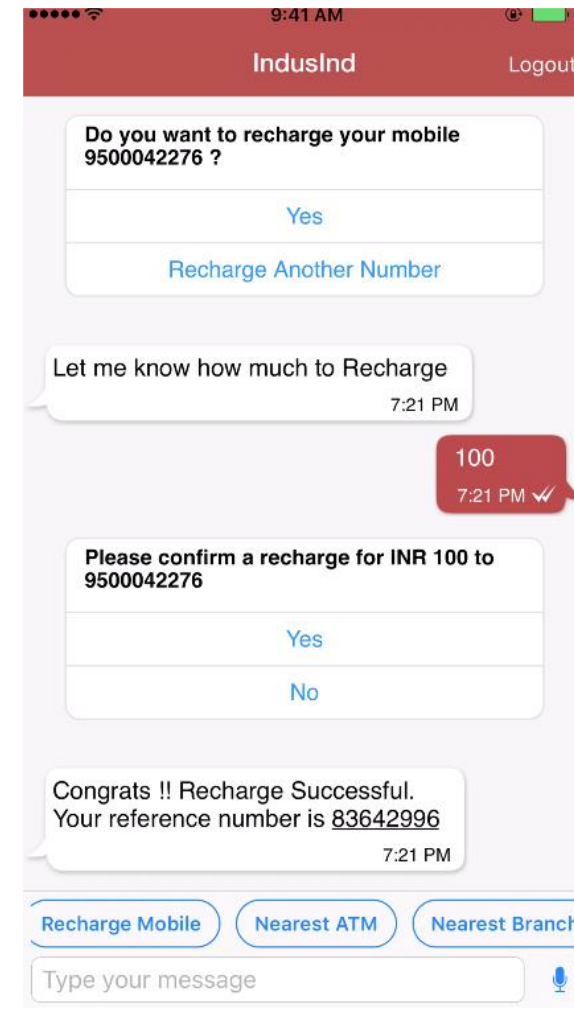 9:41 AM
IndusInd
Logout
Do you want to recharge your mobile
9500042276 ?
Yes
Recharge Another Number
Let me know how much to Recharge
7:21 PM
100
7:21 PM
Please confirm a recharge for INR 100 to
9500042276
Yes
No
Congrats !! Recharge Successful.
Your reference number is 83642996
7:21 PM
Recharge Mobile
Nearest ATM
Nearest Branch
Type your message